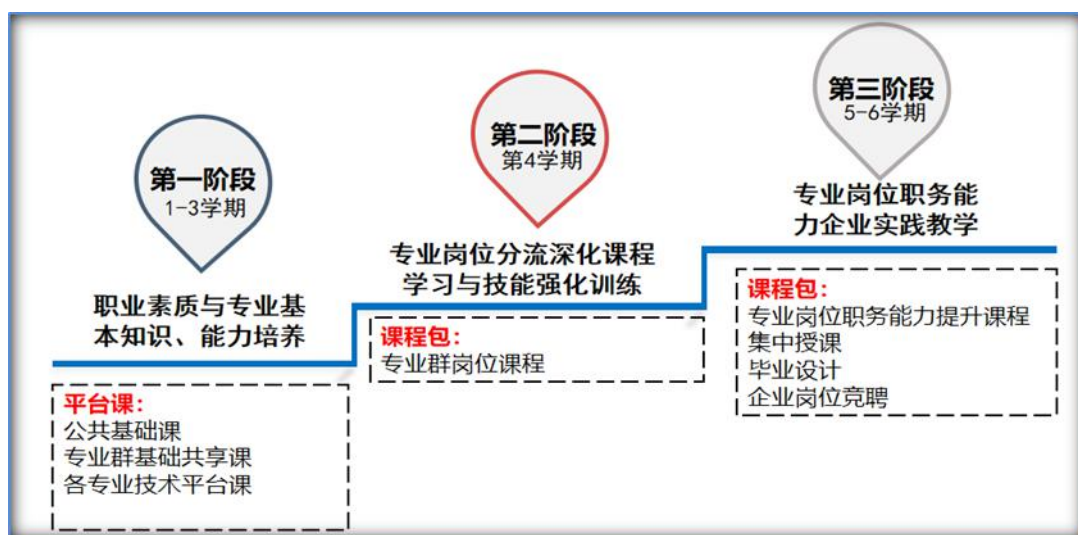 第一阶段
1-3学期
职业素质与专业基
本知识、能力培养
平台课：
公共基础课
专业群基础共享课
各专业技术平台课
第二阶段
第4学期
专业岗位分流深化课程
学习与技能强化训练
课程包：
专业群岗位课程
第三阶段
5-6学期
专业岗位职务能
力企业实践教学
课程包：
专业岗位职务能力提升课程
集中授课
毕业设计
企业岗位竞聘